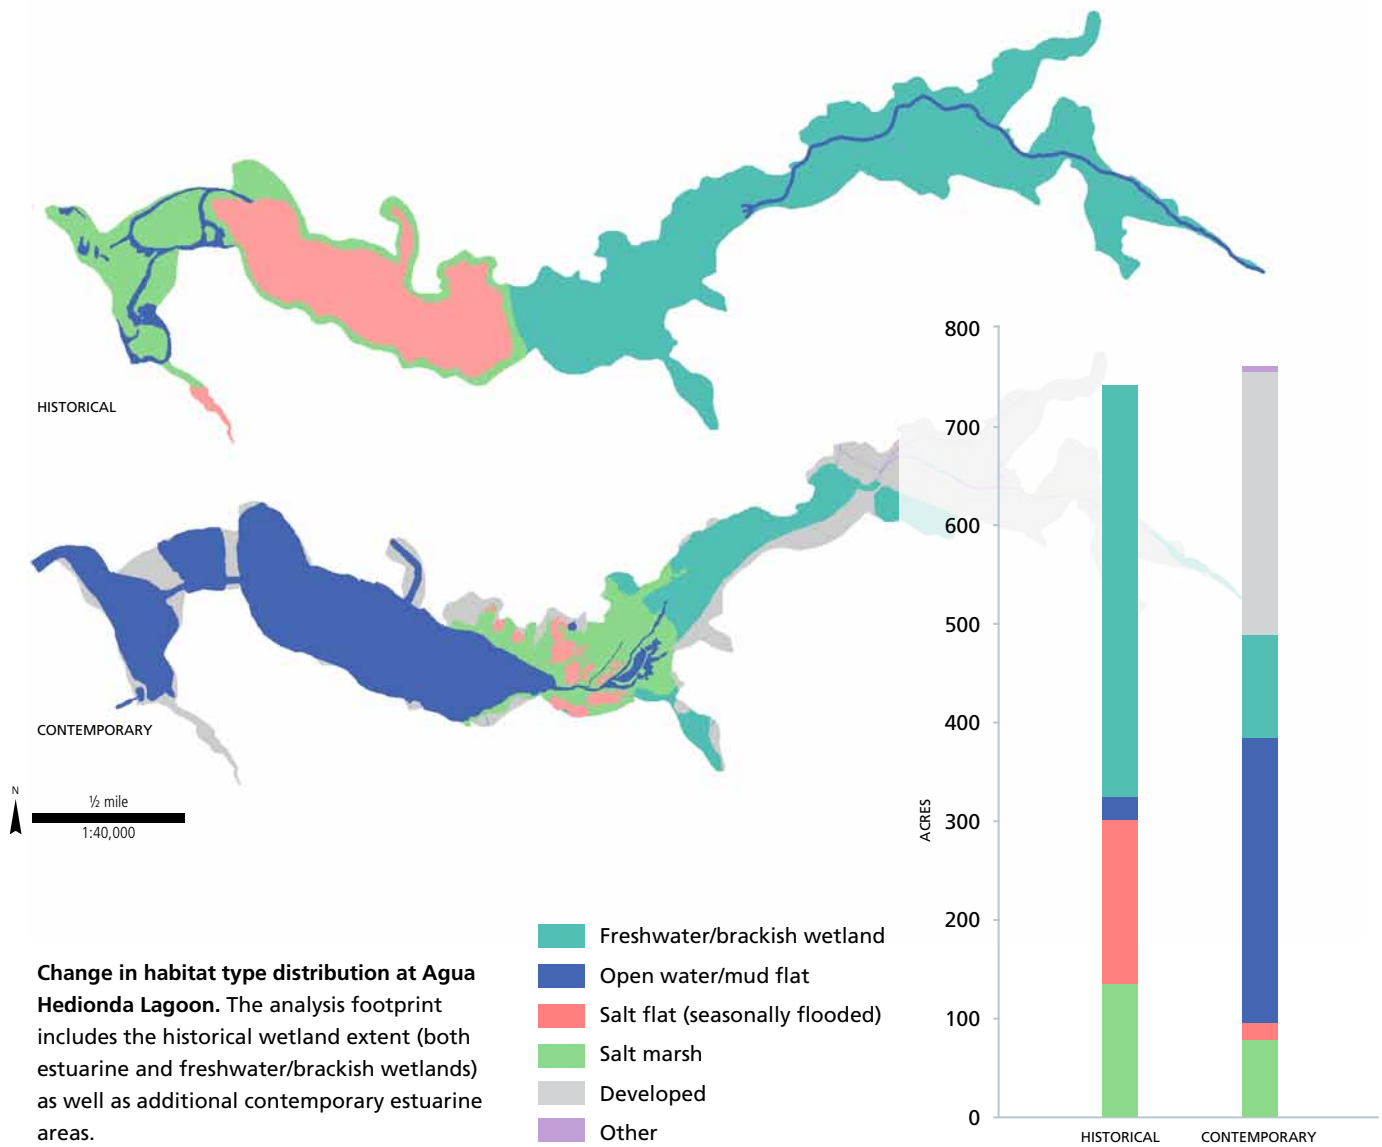 HISTORICAL
CONTEMPORARY
N
½ mile
1:40,000
Change in habitat type distribution at Agua
Hedionda Lagoon. The analysis footprint
includes the historical wetland extent (both
estuarine and freshwater/brackish wetlands)
as well as additional contemporary estuarine
areas.
Freshwater/brackish wetland
Open water/mud flat
Salt flat (seasonally flooded)
Salt marsh
Developed
Other
ACRES
800
700
600
500
400
300
200
100
0
HISTORICAL
CONTEMPORARY